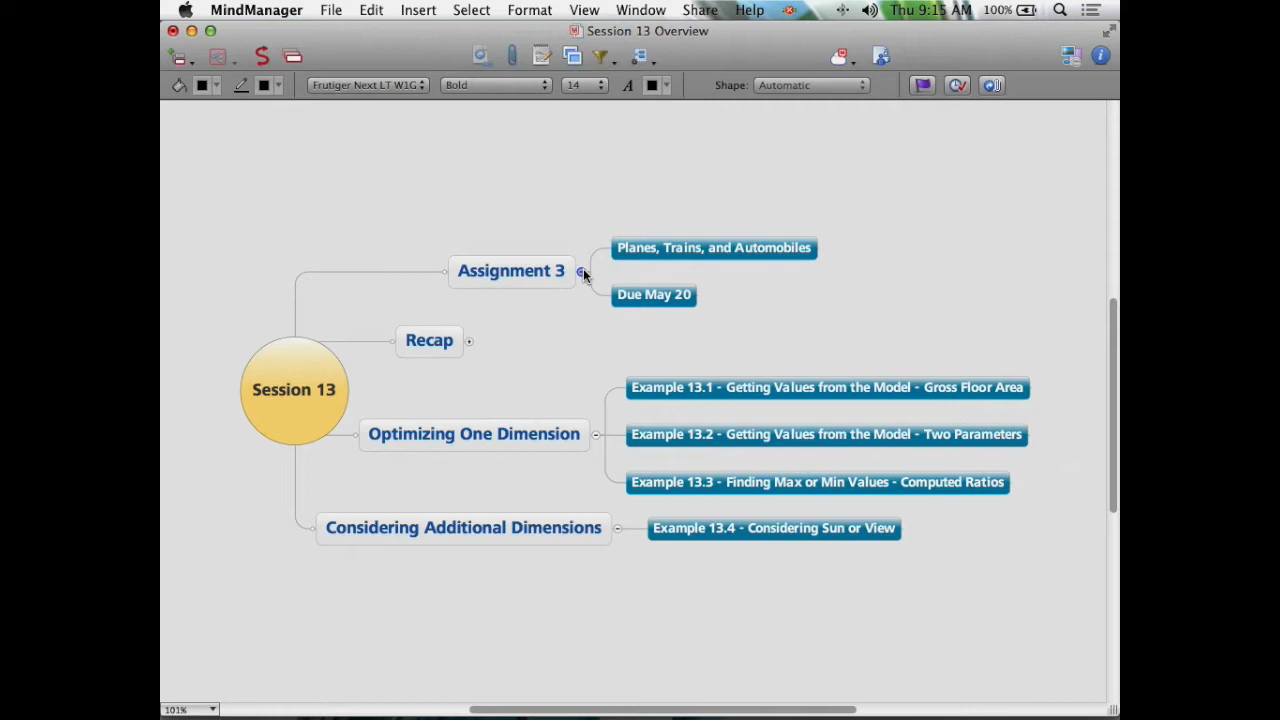 MindManager File Edit Insert Select Format View Window Share Help Thu 9:15 AM 100%
Session 13 Overview
Frutiger Next LT W1G Bold 14 A Shape: Automatic
Planes, Trains, and Automobiles
Assignment 3
Due May 20
Recap
Session 13
Example 13.1 - Getting Values from the Model - Gross Floor Area
Optimizing One Dimension
Example 13.2 - Getting Values from the Model - Two Parameters
Example 13.3 - Finding Max or Min Values - Computed Ratios
Considering Additional Dimensions
Example 13.4 - Considering Sun or View
101%